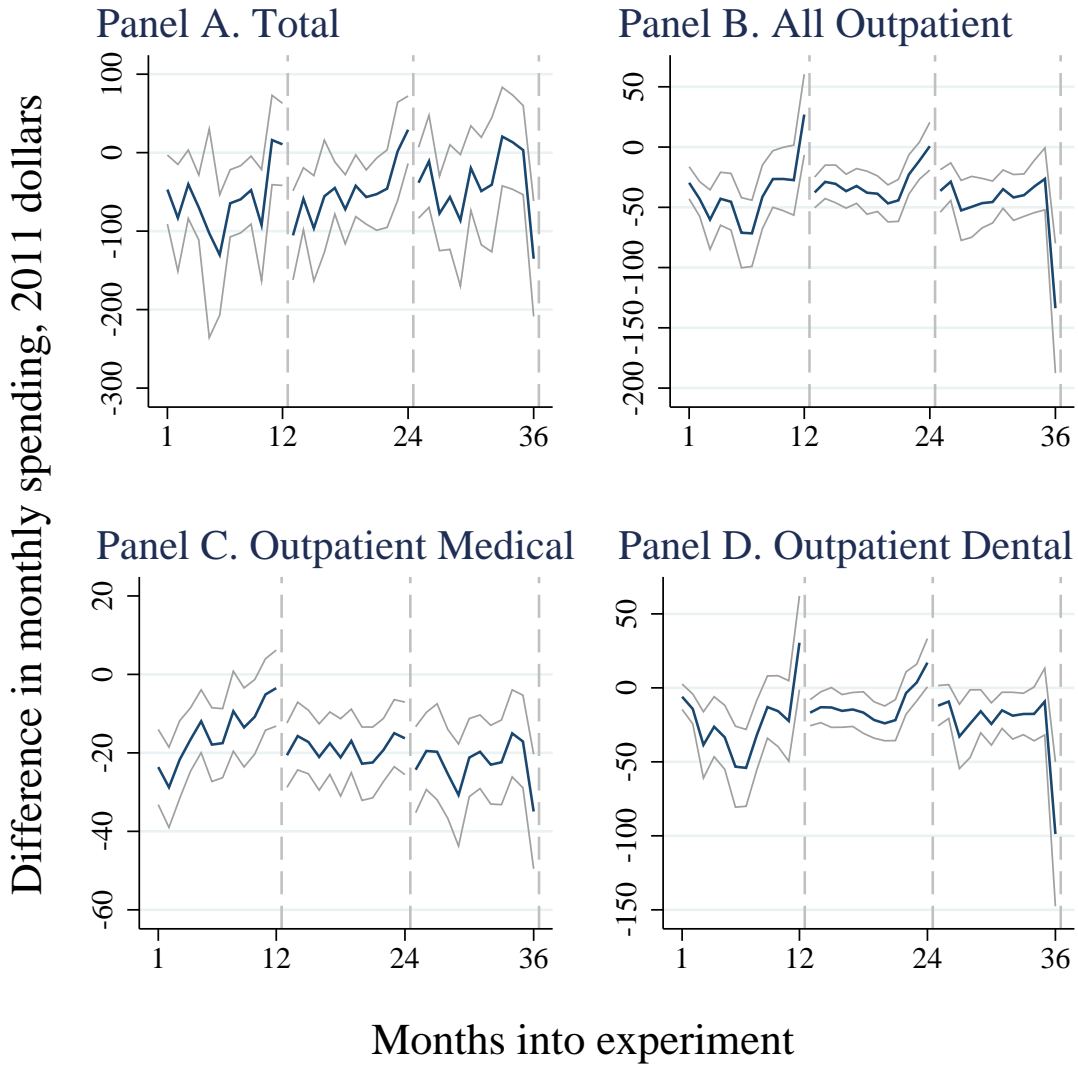 Difference in monthly spending, 2011 dollars
Panel A. Total
100
0
-100
-200
-300
1 12 24 36
Panel B. All Outpatient
50
0
-50
-100
-150
-200
1 12 24 36
Panel C. Outpatient Medical
20
0
-20
-40
-60
1 12 24 36
Panel D. Outpatient Dental
50
0
-50
-100
-150
1 12 24 36
Months into experiment